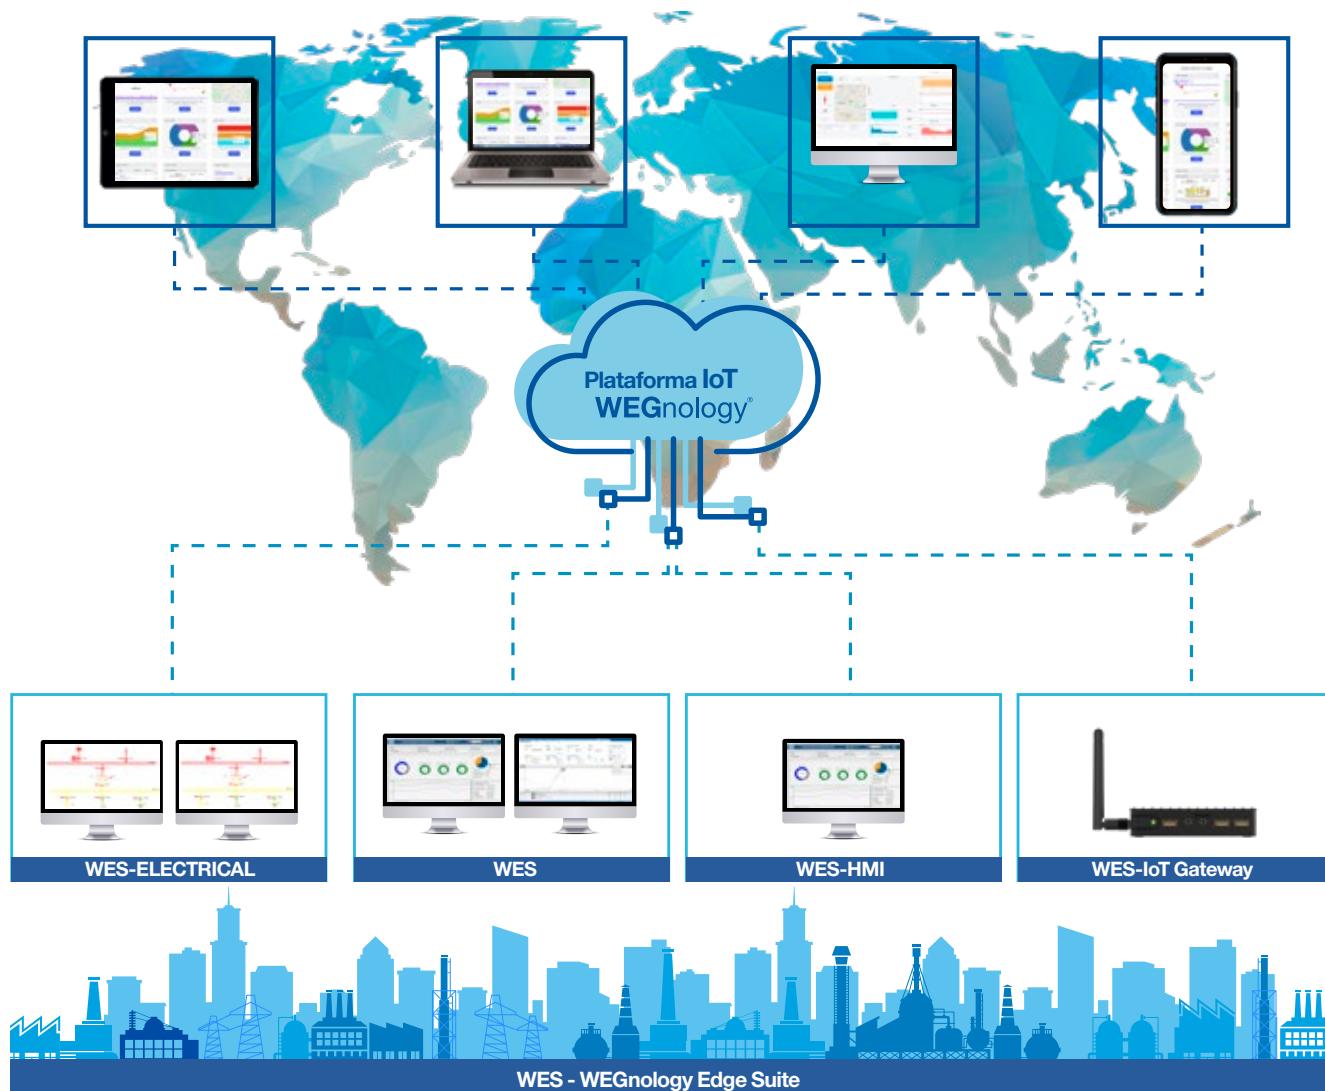 Plataforma IoT
WEGnology®
WES-ELECTRICAL
WES
WES-HMI
WES-IoT Gateway
WES - WEGnology Edge Suite